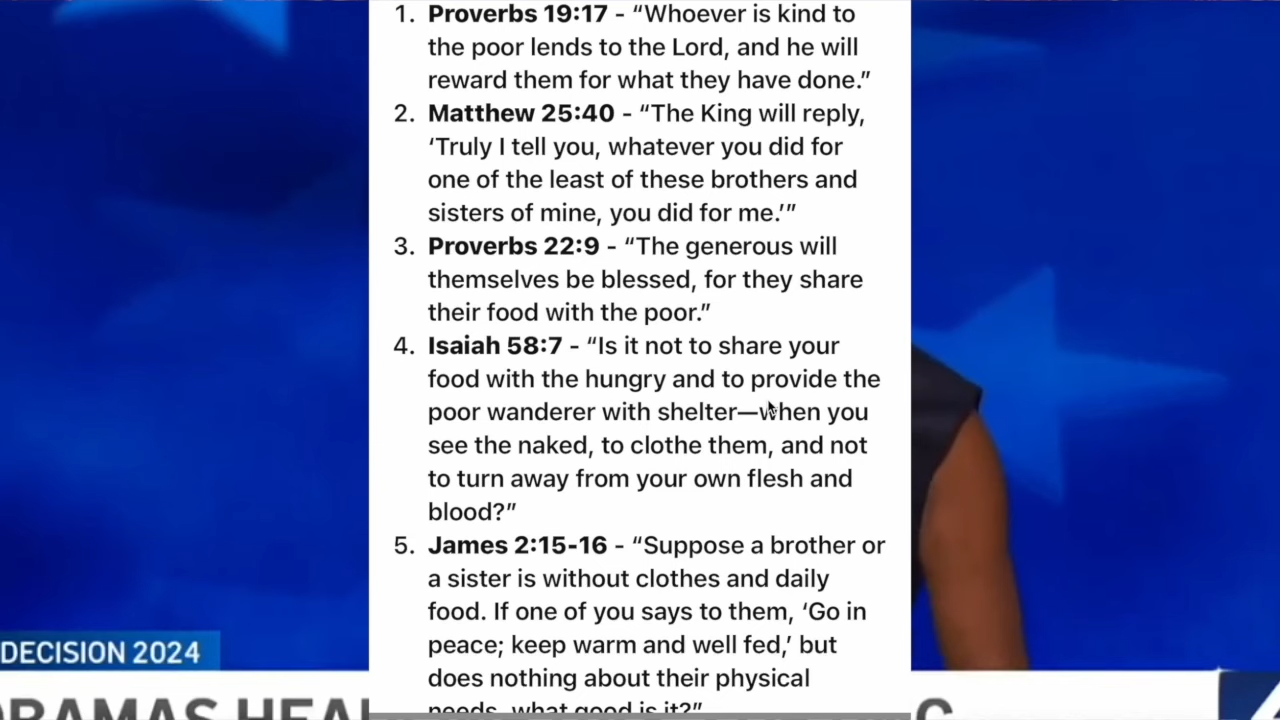 1. Proverbs 19:17 - “Whoever is kind to
the poor lends to the Lord, and he will
reward them for what they have done.”
2. Matthew 25:40 - “The King will reply,
‘Truly I tell you, whatever you did for
one of the least of these brothers and
sisters of mine, you did for me.’”
3. Proverbs 22:9 - “The generous will
themselves be blessed, for they share
their food with the poor.”
4. Isaiah 58:7 - “Is it not to share your
food with the hungry and to provide the
poor wanderer with shelter—when you
see the naked, to clothe them, and not
to turn away from your own flesh and
blood?”
5. James 2:15-16 - “Suppose a brother or
a sister is without clothes and daily
food. If one of you says to them, ‘Go in
peace; keep warm and well fed,’ but
does nothing about their physical
needs, what good is it?”
DECISION 2024